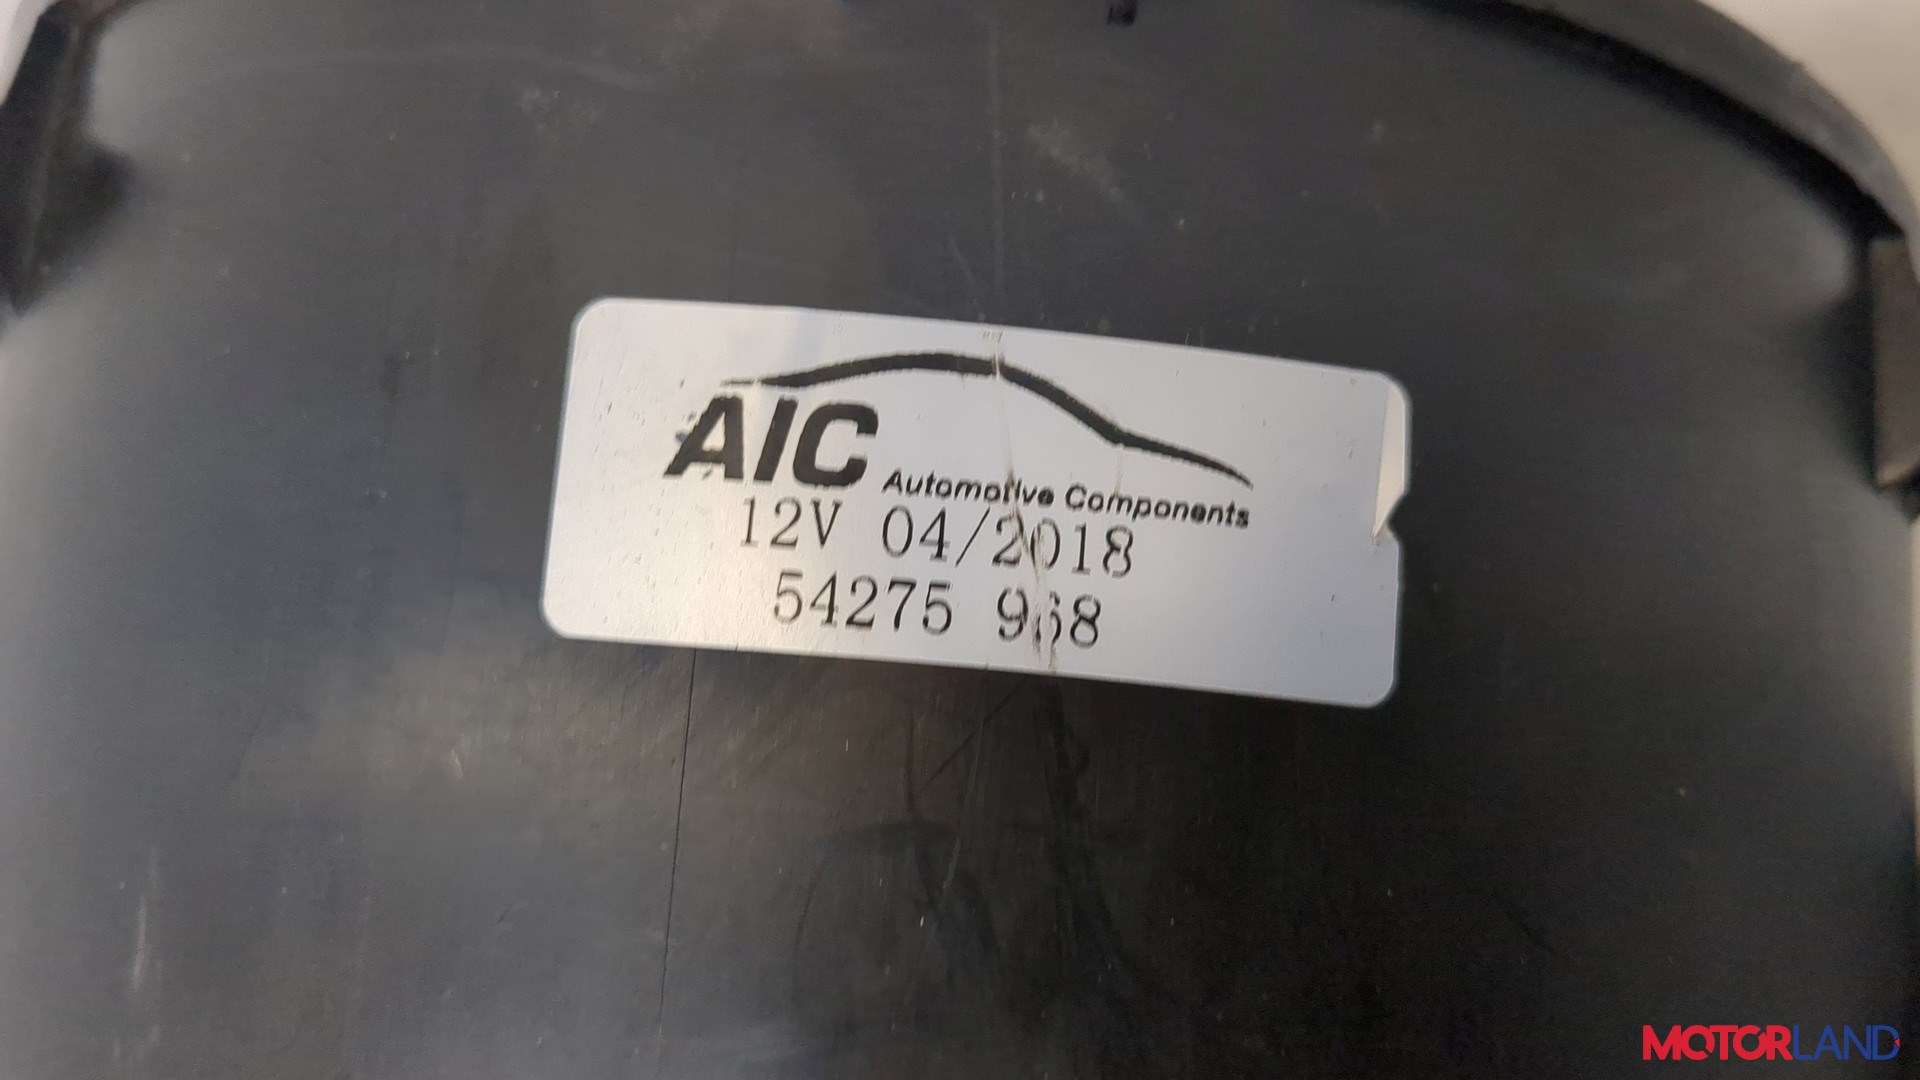 AIC Automotive Components
12V 04/2018
54275 968
MOTORLAND